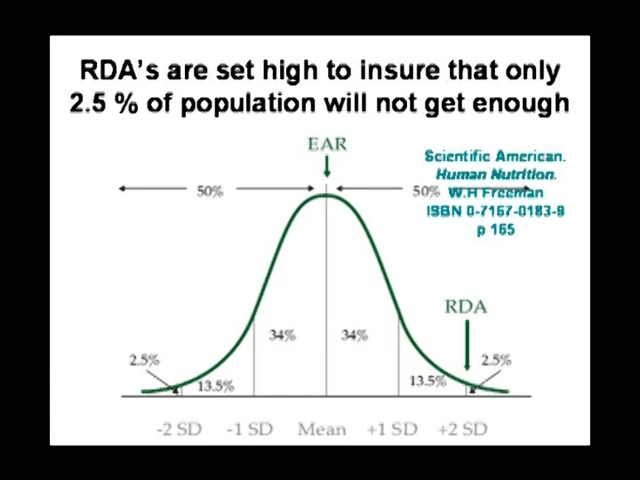 RDA's are set high to insure that only
2.5 % of population will not get enough
EAR
Scientific American.
Human Nutrition.
W.H Freeman
ISBN 0-7167-0183-9
p 165
50%
50%
RDA
34%
34%
2.5%
2.5%
13.5%
13.5%
-2 SD
-1 SD
Mean
+1 SD
+2 SD